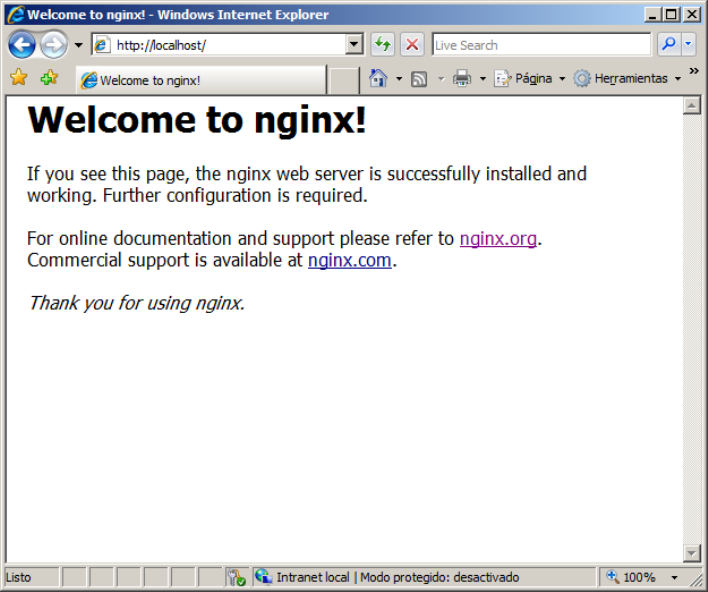 Welcome to nginx! - Windows Internet Explorer
http://localhost/
Live Search
Welcome to nginx!
Página
Herramientas
»
Welcome to nginx!
If you see this page, the nginx web server is successfully installed and
working. Further configuration is required.
For online documentation and support please refer to nginx.org.
Commercial support is available at nginx.com.
Thank you for using nginx.
Listo
Intranet local | Modo protegido: desactivado
100%